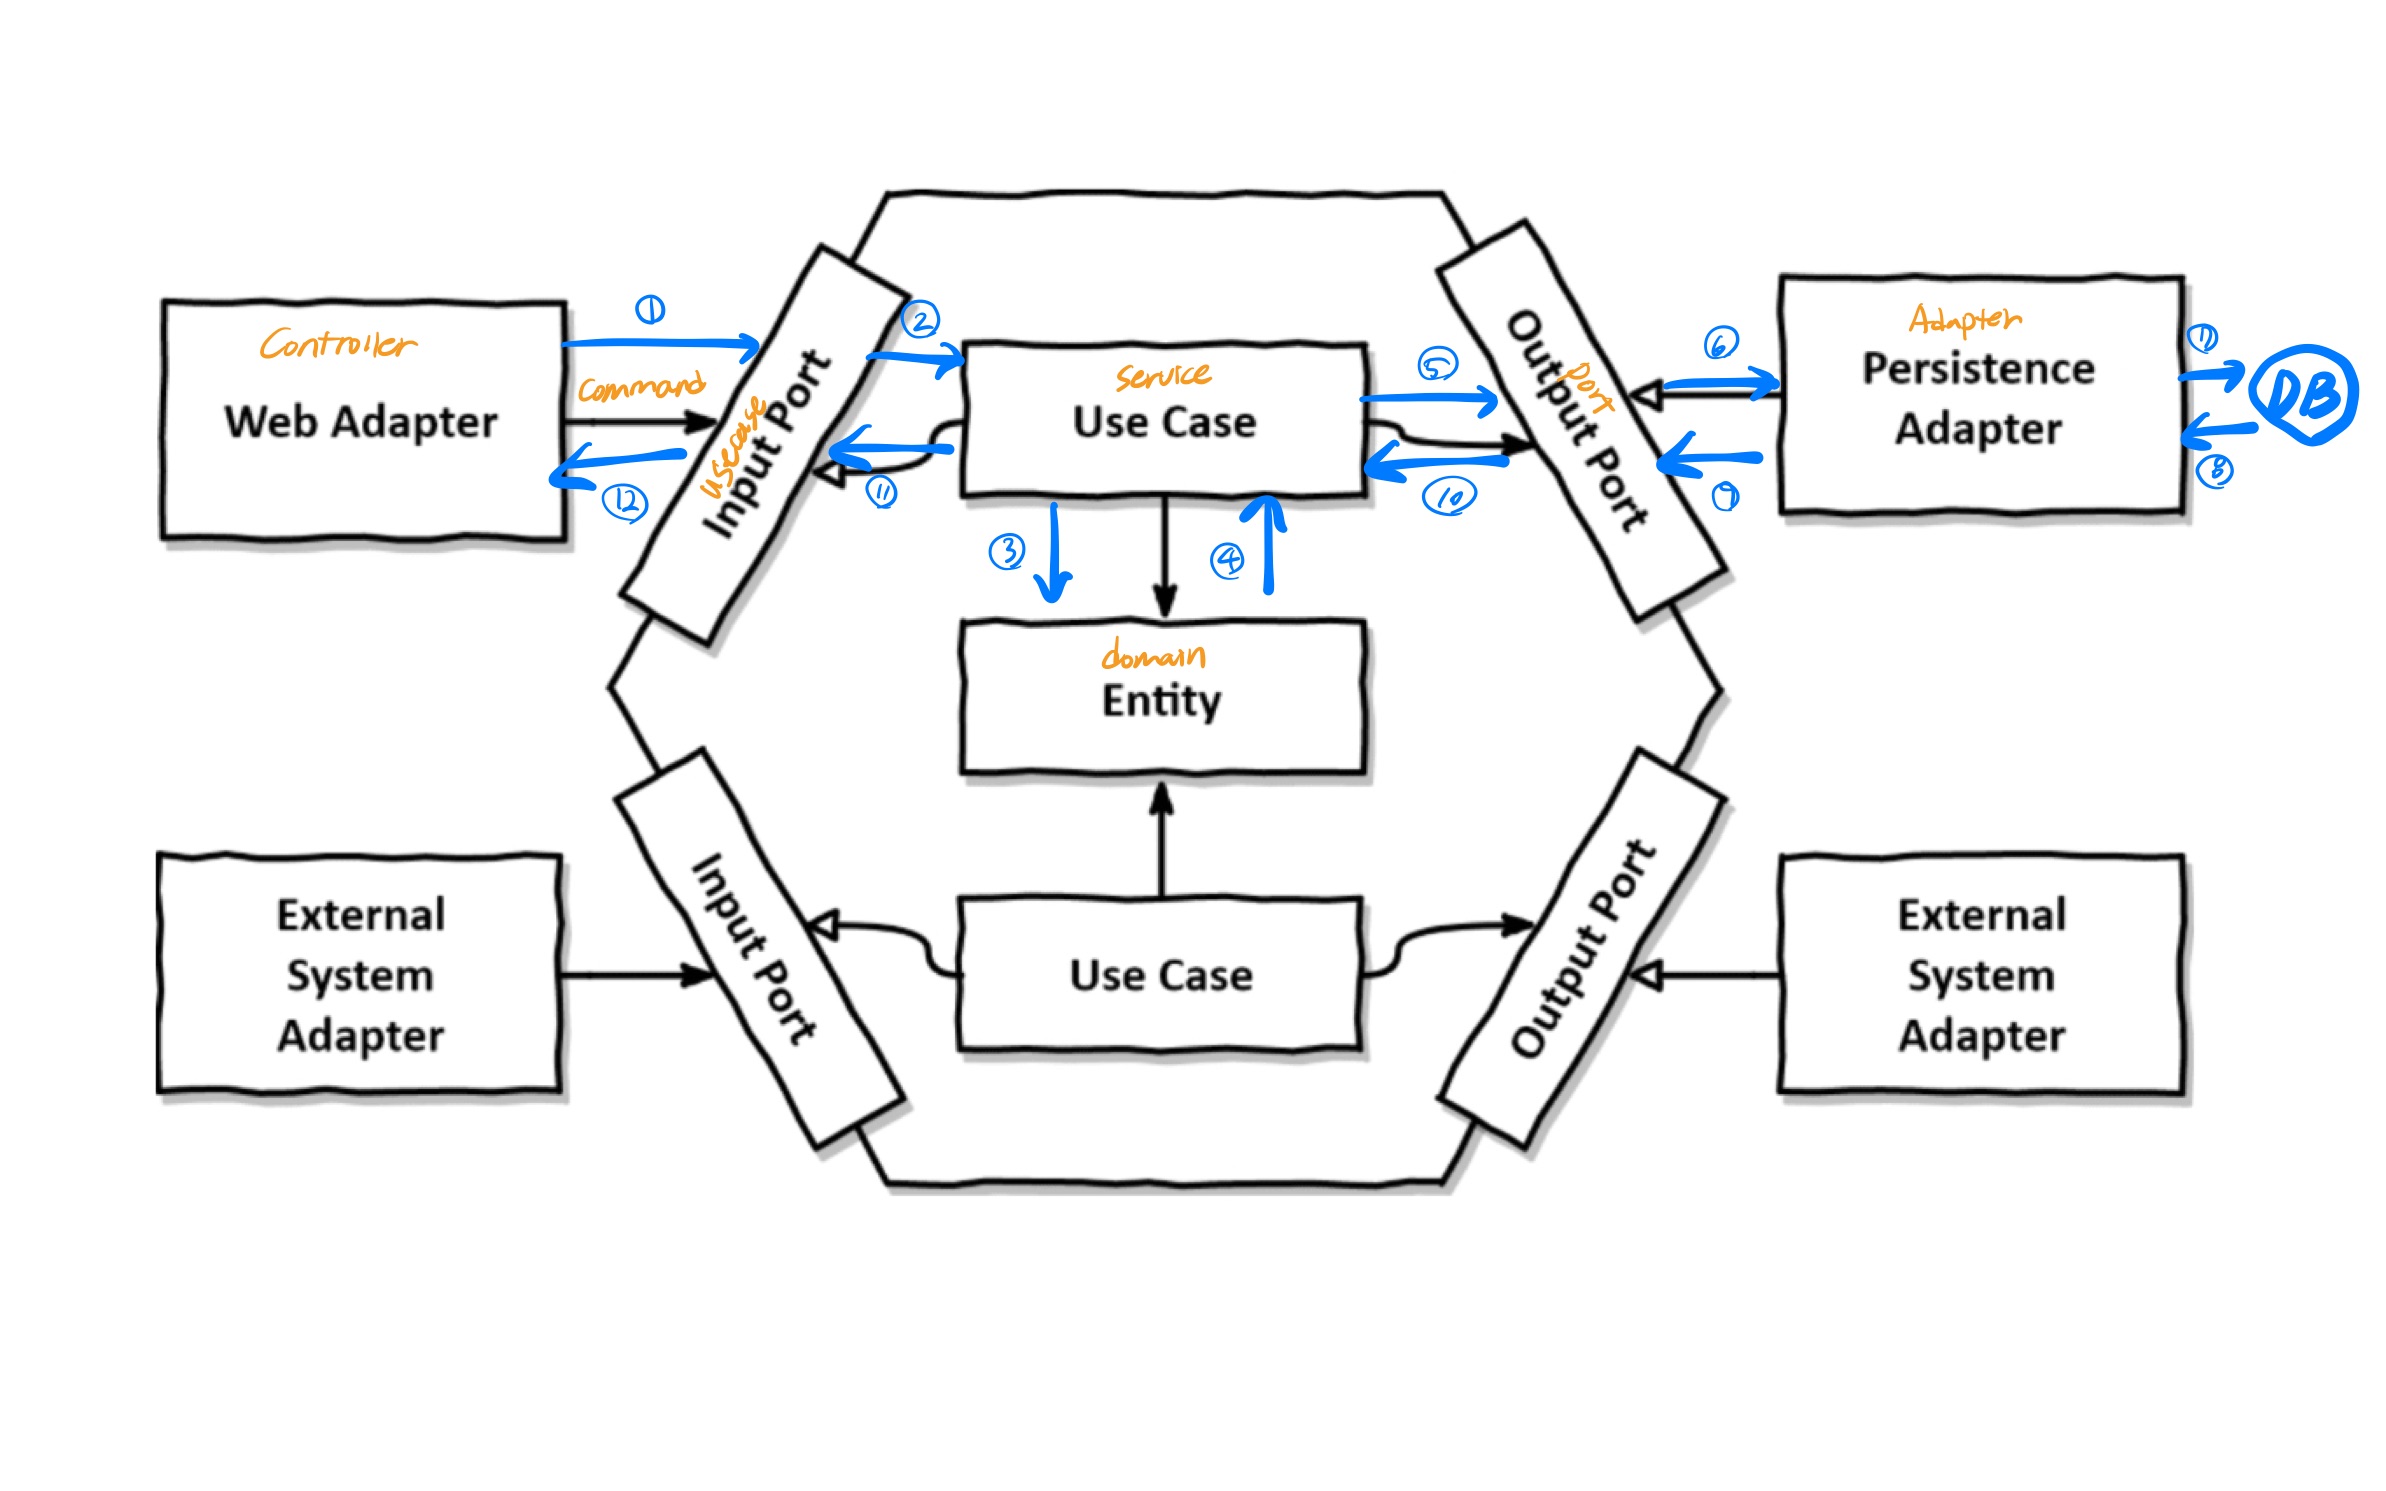 ①
②
Controller
Web Adapter
Command
usecase
Input Port
service
Use Case
⑤
Output Port
Port
⑥
Adapter
Persistence
Adapter
⑦
DB
⑧
⑫
⑪
③
④
⑩
⑨
domain
Entity
External
System
Adapter
Input Port
Use Case
Output Port
External
System
Adapter